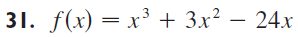 31. f(x) = x³ + 3x² − 24x